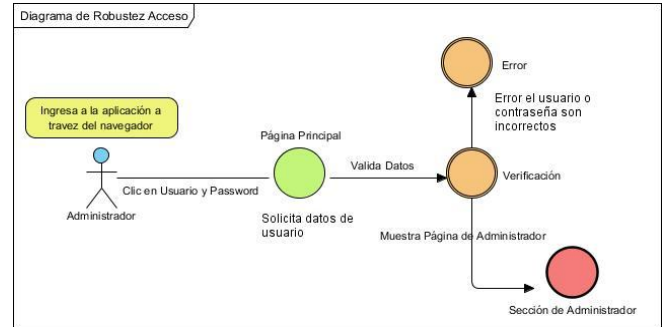 Diagrama de Robustez Acceso
Ingresa a la aplicación a
travez del navegador
Administrador
Clic en Usuario y Password
Página Principal
Solicita datos de
usuario
Valida Datos
Error
Error el usuario o
contraseña son
incorrectos
Verificación
Muestra Página de Administrador
Sección de Administrador